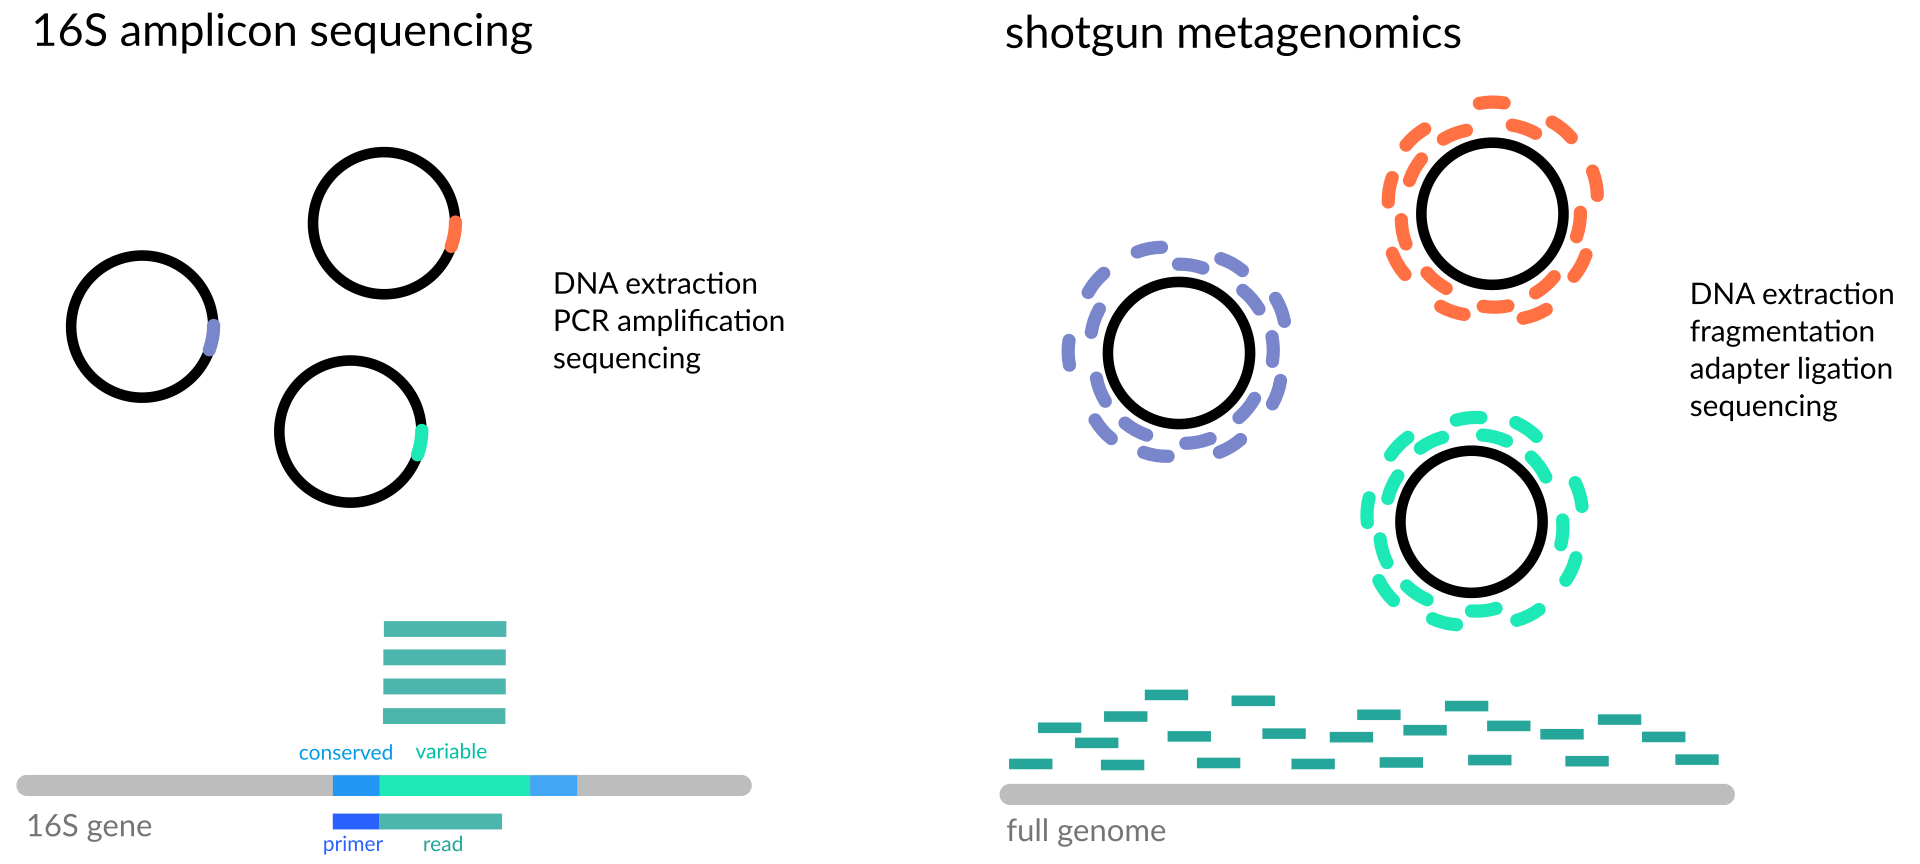 16S amplicon sequencing
DNA extraction
PCR amplification
sequencing
conserved variable
16S gene
primer read
shotgun metagenomics
DNA extraction
fragmentation
adapter ligation
sequencing
full genome